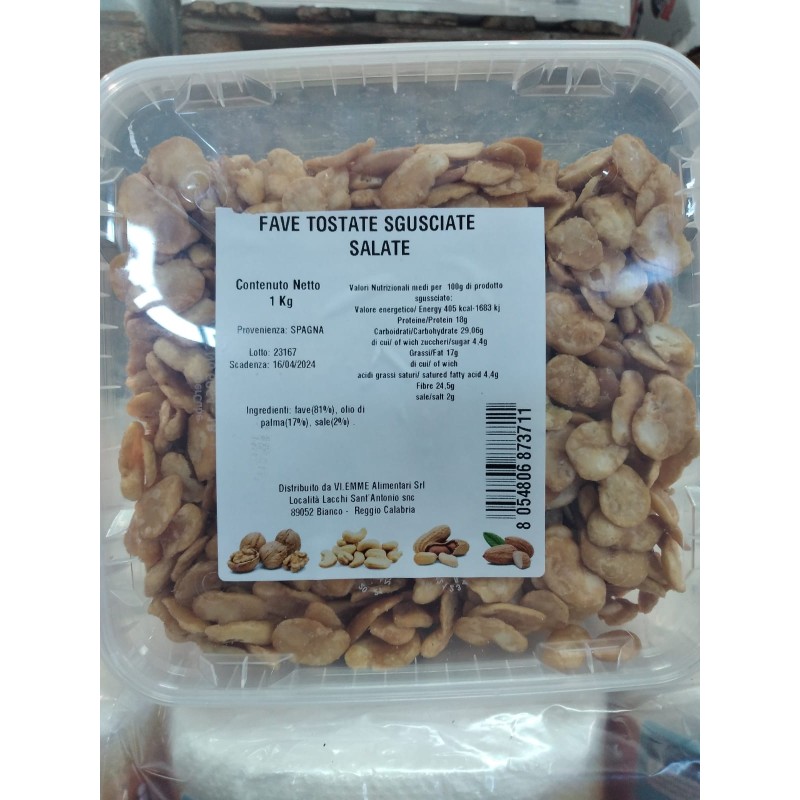 FAVE TOSTATE SGUSCIATE
SALATE
Contenuto Netto
1 Kg
Provenienza: SPAGNA
Lotto: 23167
Scadenza: 16/04/2024
Ingredienti: fave(81%), olio di
palma(17%), sale(2%) .
Valori Nutrizionali medi per 100g di prodotto
sgussciato:
Valore energetico/ Energy 405 kcal-1683 kj
Proteine/Protein 18g
Carboidrati/Carbohydrate 29,06g
di cui/ of wich zuccheri/sugar 4,4g
Grassi/Fat 17g
di cui/ of wich
acidi grassi saturi/ satured fatty acid 4,4g
Fibre 24,5g
sale/salt 2g
Distribuito da VI.EMME Alimentari Srl
Località Lacchi Sant'Antonio snc
89052 Bianco - Reggio Calabria
8 054806 873711